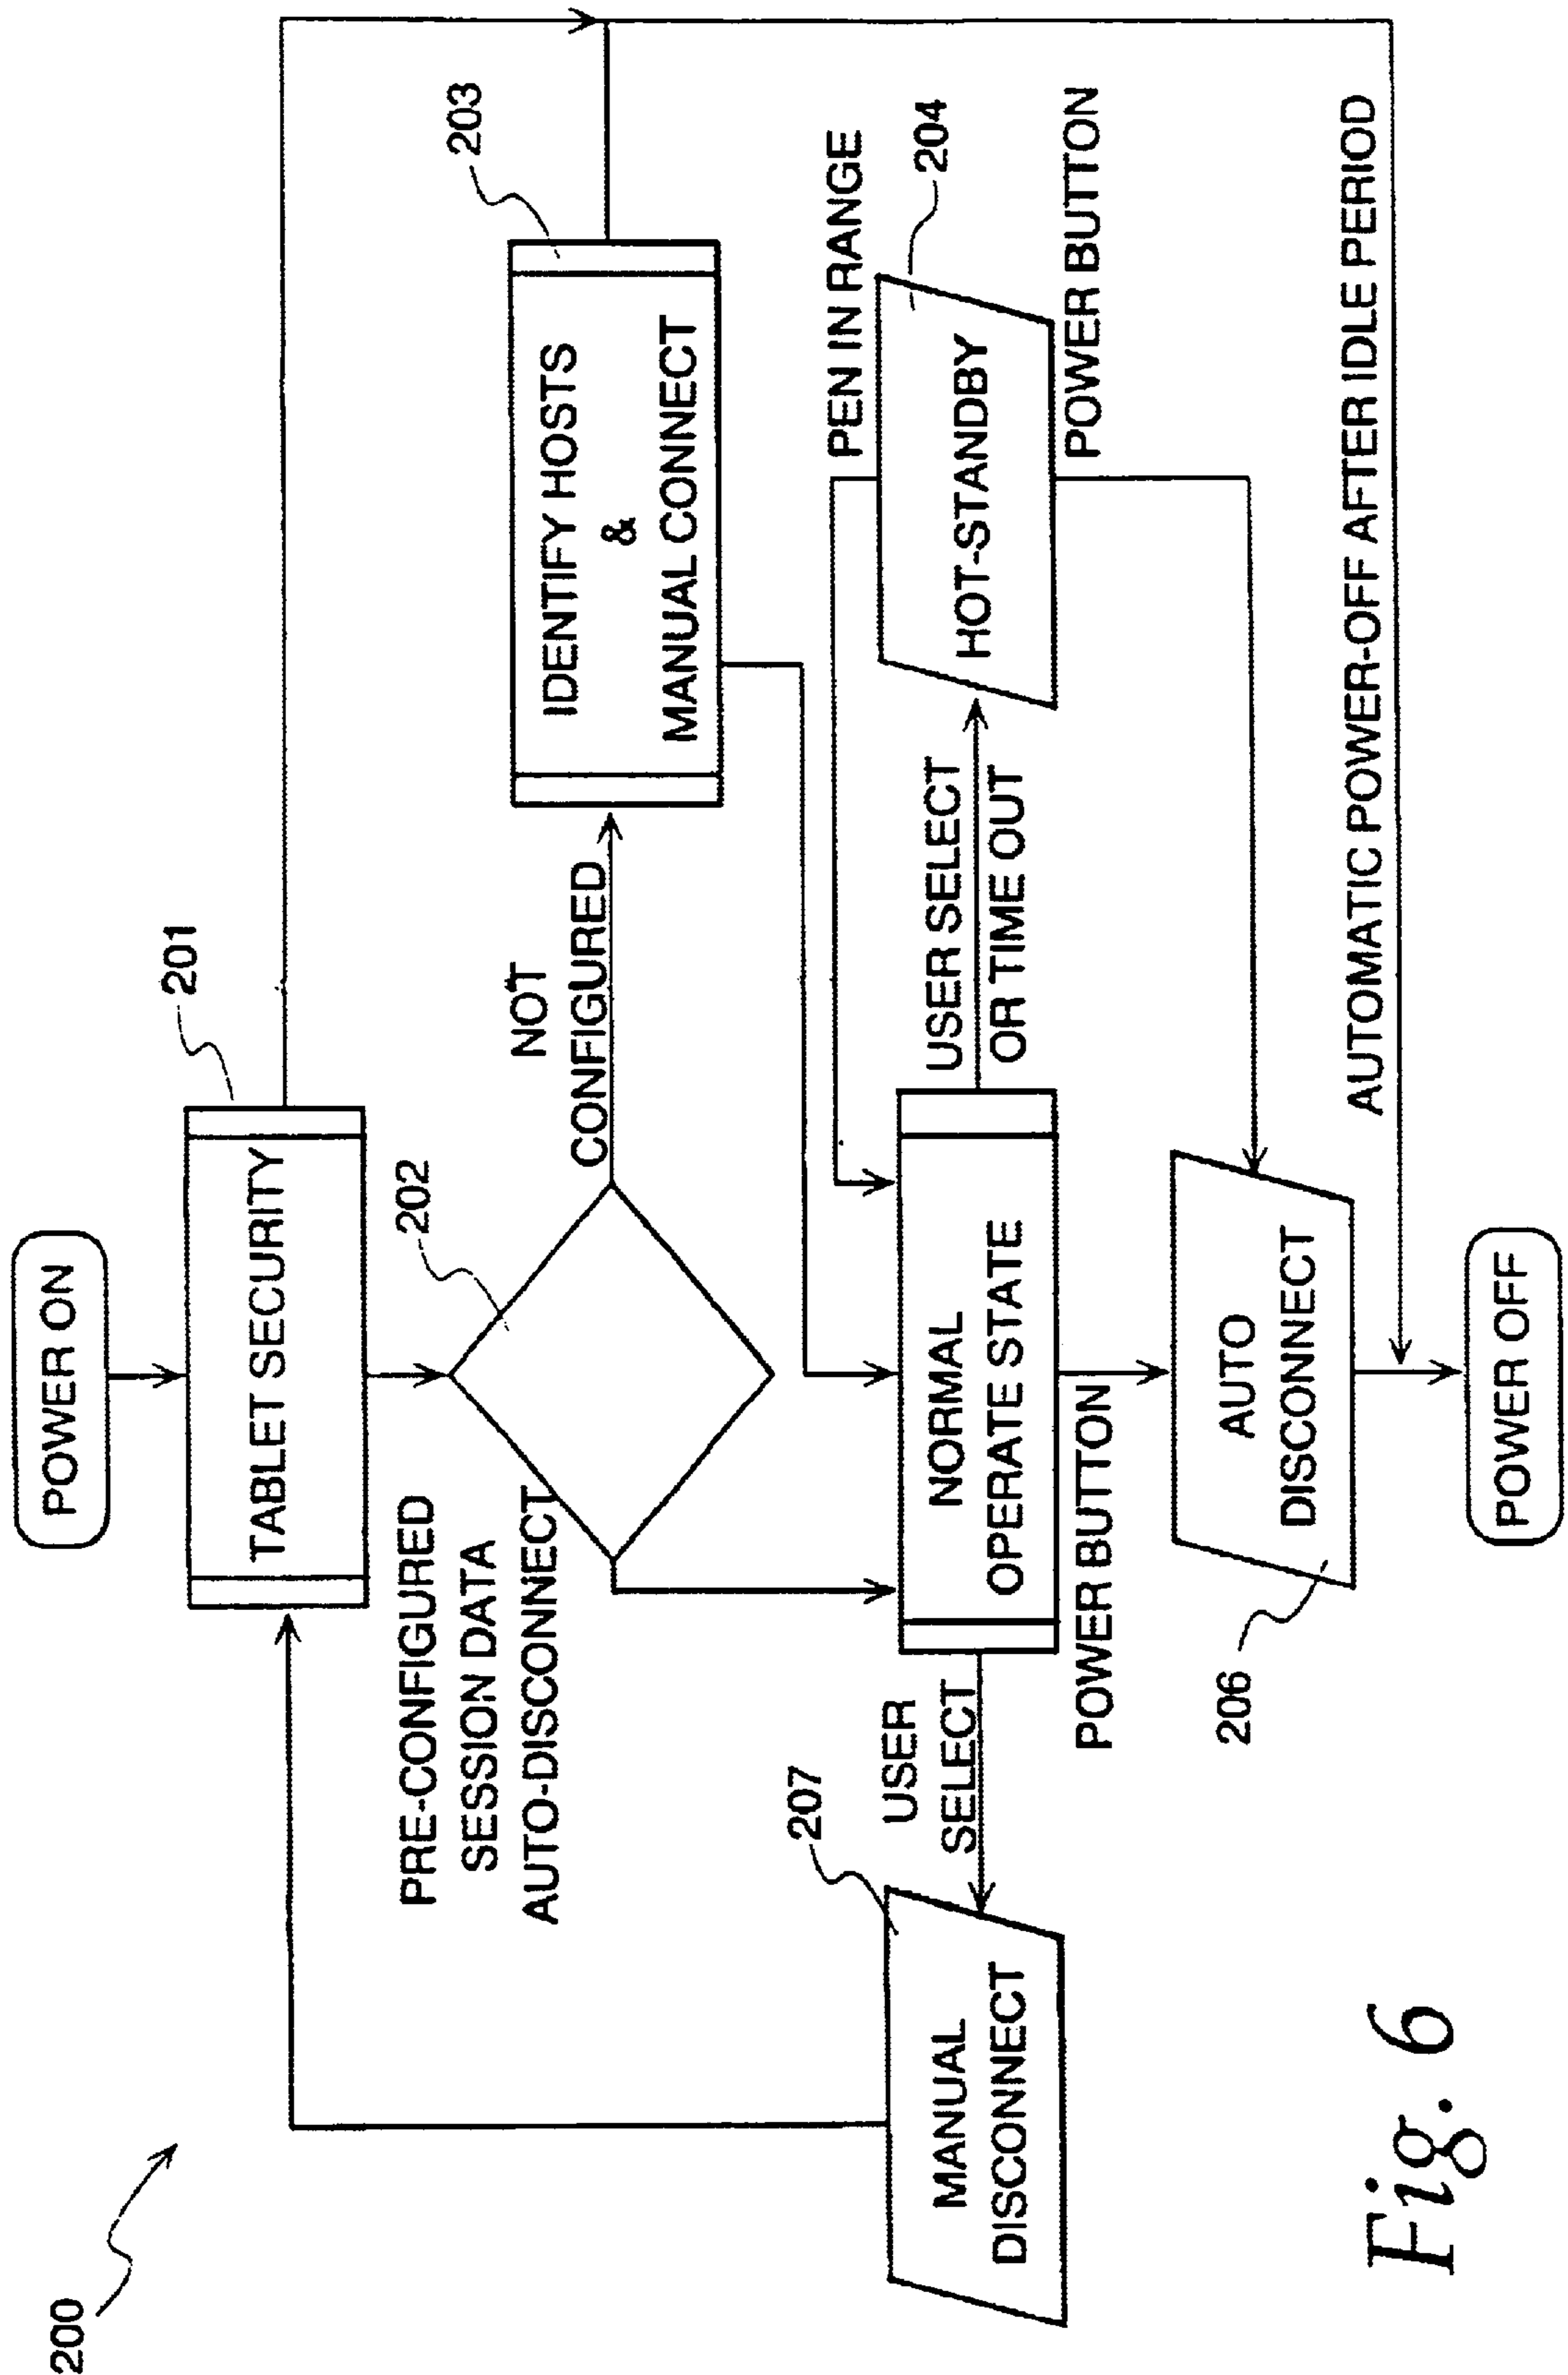 200
POWER ON
201
TABLET SECURITY
202
PRE-CONFIGURED
SESSION DATA
AUTO-DISCONNECT
NOT
CONFIGURED
203
IDENTIFY HOSTS
&
MANUAL CONNECT
207
MANUAL
DISCONNECT
USER
SELECT
NORMAL
OPERATE STATE
USER SELECT
OR TIME OUT
PEN IN RANGE
204
HOT-STANDBY
POWER BUTTON
POWER BUTTON
206
AUTO
DISCONNECT
AUTOMATIC POWER-OFF AFTER IDLE PERIOD
POWER OFF
Fig. 6